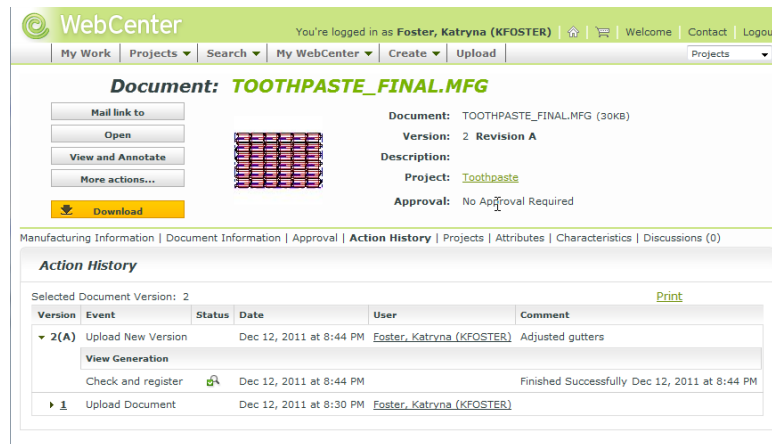 WebCenter
You're logged in as Foster, Katryna (KFOSTER) | Welcome | Contact | Logou
My Work | Projects | Search | My WebCenter | Create | Upload
Projects
Document: TOOTHPASTE_FINAL.MFG
Mail link to
Open
View and Annotate
More actions...
Download
Document: TOOTHPASTE_FINAL.MFG (30KB)
Version: 2 Revision A
Description:
Project: Toothpaste
Approval: No Approval Required
Manufacturing Information | Document Information | Approval | Action History | Projects | Attributes | Characteristics | Discussions (0)
Action History
Selected Document Version: 2
Print
Version Event Status Date User Comment
2(A) Upload New Version Dec 12, 2011 at 8:44 PM Foster, Katryna (KFOSTER) Adjusted gutters
View Generation
Check and register Dec 12, 2011 at 8:44 PM Finished Successfully Dec 12, 2011 at 8:44 PM
1 Upload Document Dec 12, 2011 at 8:30 PM Foster, Katryna (KFOSTER)